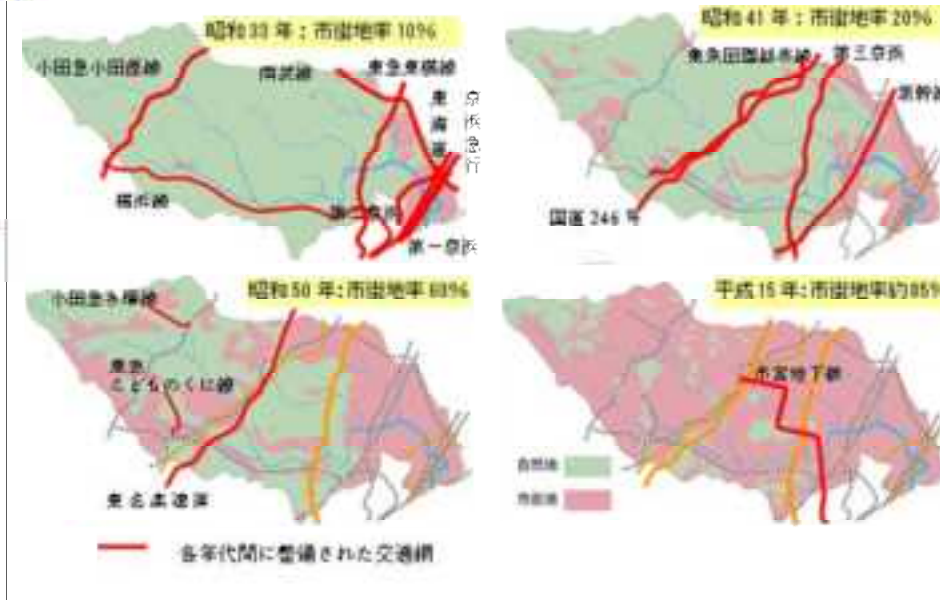 昭和33年：市街地率10%
小田急小田原線
南武線
東急東横線
京浜急行
横浜線
第二京浜
第一京浜
昭和41年：市街地率20%
東急田園都市線
第三京浜
新幹線
国道246号
昭和50年:市街地率60%
小田急多摩線
東急
こどものくに線
東名高速道
平成15年:市街地率約85%
市営地下鉄
自然地
市街地
各年代間に整備された交通網